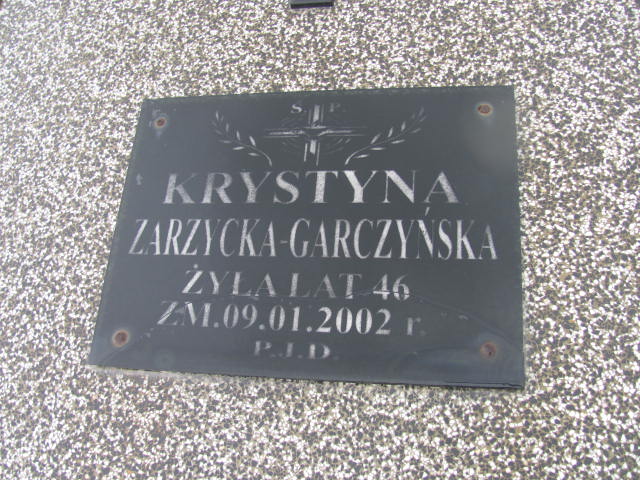 Ś. P.
KRYSTYNA
ZARZYCKA-GARCZYŃSKA
ŻYŁA LAT 46
ZM.09.01.2002 r.
P.J.D.